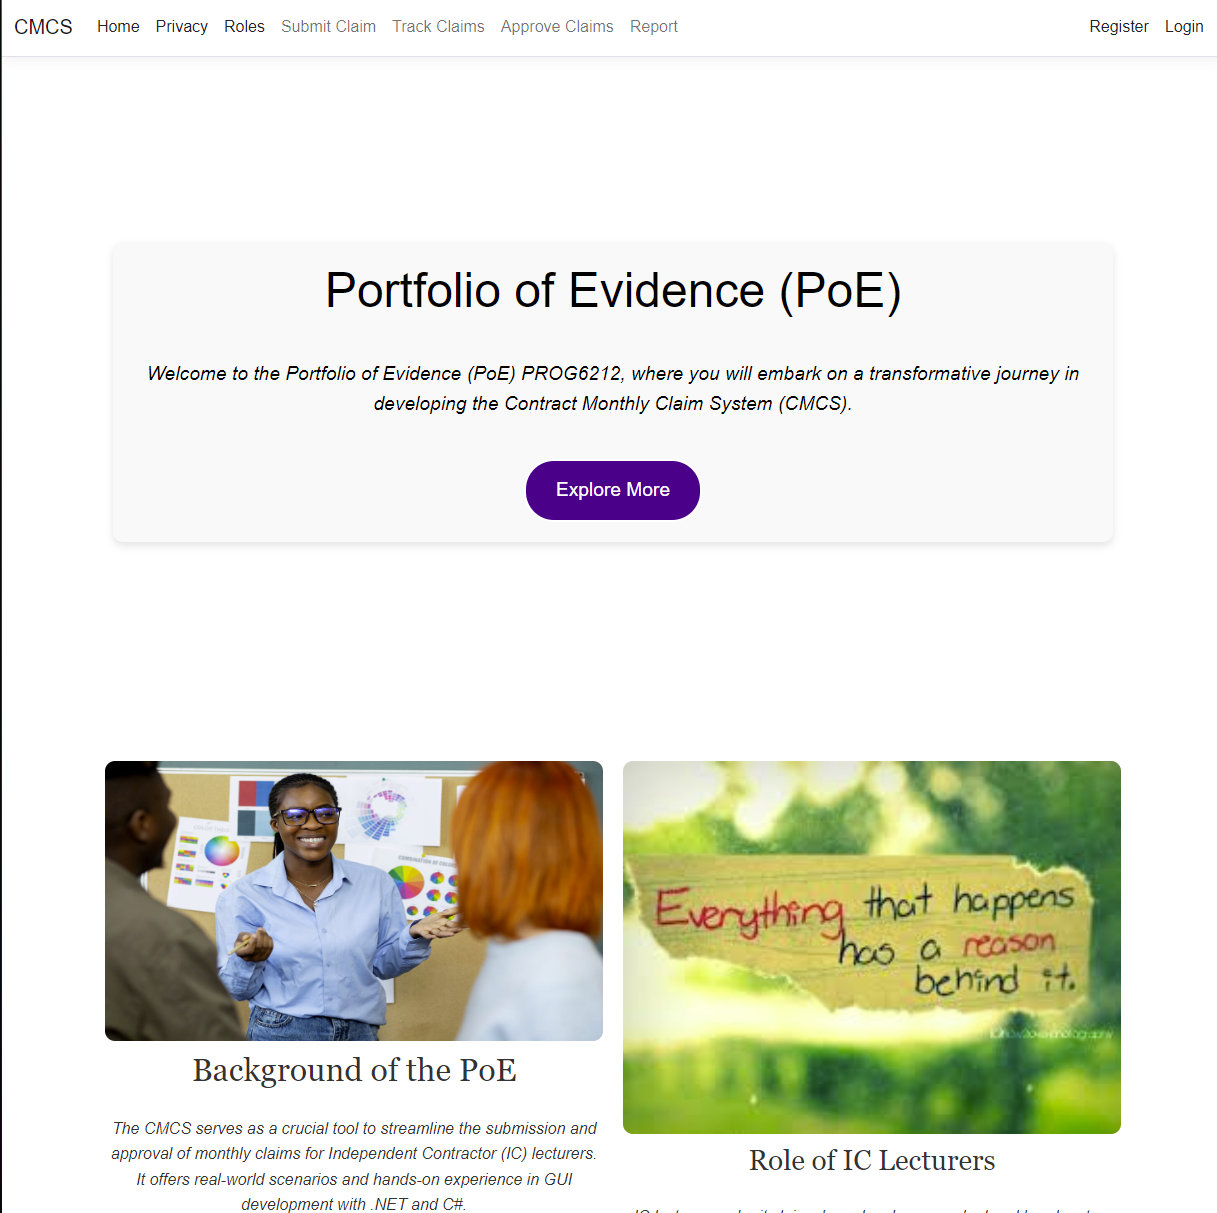 CMCS Home Privacy Roles Submit Claim Track Claims Approve Claims Report Register Login
Portfolio of Evidence (PoE)
Welcome to the Portfolio of Evidence (PoE) PROG6212, where you will embark on a transformative journey in
developing the Contract Monthly Claim System (CMCS).
Explore More
Everything that happens
has a reason
behind it.
Background of the PoE
The CMCS serves as a crucial tool to streamline the submission and
approval of monthly claims for Independent Contractor (IC) lecturers.
It offers real-world scenarios and hands-on experience in GUI
development with .NET and C#.
Role of IC Lecturers